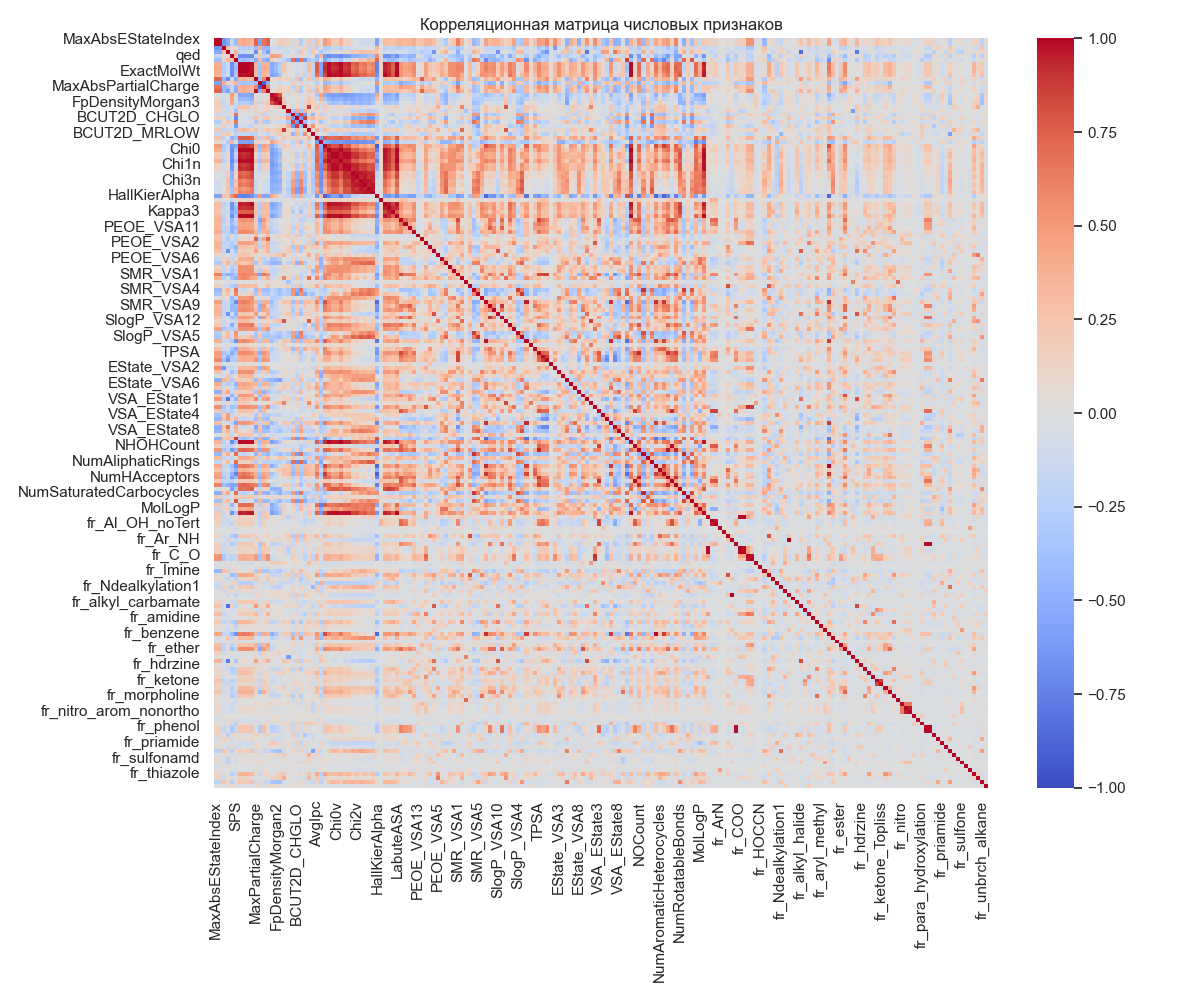 Корреляционная матрица числовых признаков
MaxAbsEStateIndex
qed
ExactMolWt
MaxAbsPartialCharge
FpDensityMorgan3
BCUT2D_CHGLO
BCUT2D_MRLOW
Chi0
Chi1n
Chi3n
HallKierAlpha
Kappa3
PEOE_VSA11
PEOE_VSA2
PEOE_VSA6
SMR_VSA1
SMR_VSA4
SMR_VSA9
SlogP_VSA12
SlogP_VSA5
TPSA
EState_VSA2
EState_VSA6
VSA_EState1
VSA_EState4
VSA_EState8
NHOHCount
NumAliphaticRings
NumHAcceptors
NumSaturatedCarbocycles
MolLogP
fr_Al_OH_noTert
fr_Ar_NH
fr_C_O
fr_Imine
fr_Ndealkylation1
fr_alkyl_carbamate
fr_amidine
fr_benzene
fr_ether
fr_hdrzine
fr_ketone
fr_morpholine
fr_nitro_arom_nonortho
fr_phenol
fr_priamide
fr_sulfonamd
fr_thiazole
MaxAbsEStateIndex
SPS
MaxPartialCharge
FpDensityMorgan2
BCUT2D_CHGLO
AvgIpc
Chi0v
Chi2v
HallKierAlpha
LabuteASA
PEOE_VSA13
PEOE_VSA5
SMR_VSA1
SMR_VSA5
SlogP_VSA10
SlogP_VSA4
TPSA
EState_VSA3
EState_VSA8
VSA_EState3
VSA_EState8
NOCount
NumAromaticHeterocycles
NumRotatableBonds
MolLogP
fr_ArN
fr_COO
fr_HOCCN
fr_Ndealkylation1
fr_alkyl_halide
fr_aryl_methyl
fr_ester
fr_hdrzine
fr_ketone_Topliss
fr_nitro
fr_para_hydroxylation
fr_priamide
fr_sulfone
fr_unbrch_alkane
1.00
0.75
0.50
0.25
0.00
−0.25
−0.50
−0.75
−1.00